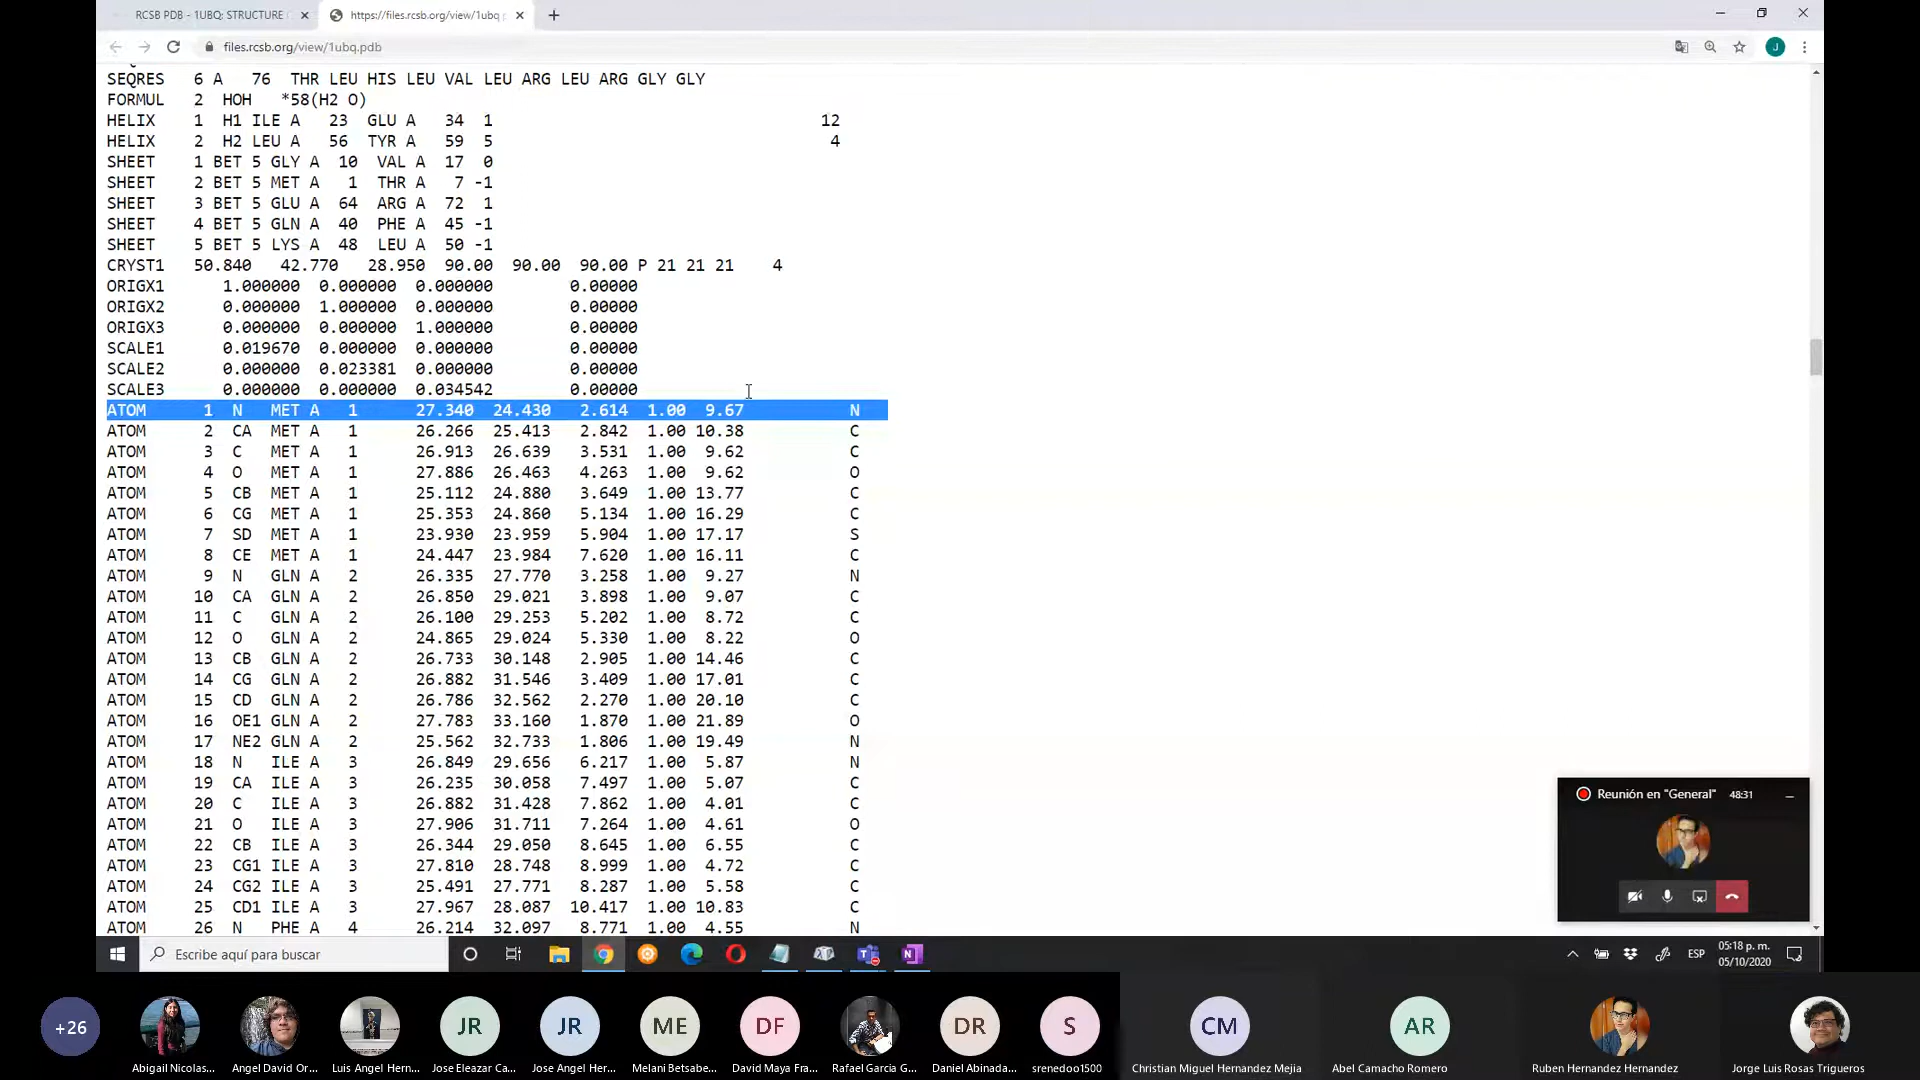 RCSB PDB - 1UBQ: STRUCTURE
https://files.rcsb.org/view/1ubq.p
files.rcsb.org/view/1ubq.pdb
J
SEQRES 6 A 76 THR LEU HIS LEU VAL LEU ARG LEU ARG GLY GLY
FORMUL 2 HOH *58(H2 O)
HELIX 1 H1 ILE A 23 GLU A 34 1 12
HELIX 2 H2 LEU A 56 TYR A 59 5 4
SHEET 1 BET 5 GLY A 10 VAL A 17 0
SHEET 2 BET 5 MET A 1 THR A 7 -1
SHEET 3 BET 5 GLU A 64 ARG A 72 1
SHEET 4 BET 5 GLN A 40 PHE A 45 -1
SHEET 5 BET 5 LYS A 48 LEU A 50 -1
CRYST1 50.840 42.770 28.950 90.00 90.00 90.00 P 21 21 21 4
ORIGX1 1.000000 0.000000 0.000000 0.00000
ORIGX2 0.000000 1.000000 0.000000 0.00000
ORIGX3 0.000000 0.000000 1.000000 0.00000
SCALE1 0.019670 0.000000 0.000000 0.00000
SCALE2 0.000000 0.023381 0.000000 0.00000
SCALE3 0.000000 0.000000 0.034542 0.00000
ATOM 1 N MET A 1 27.340 24.430 2.614 1.00 9.67 N
ATOM 2 CA MET A 1 26.266 25.413 2.842 1.00 10.38 C
ATOM 3 C MET A 1 26.913 26.639 3.531 1.00 9.62 C
ATOM 4 O MET A 1 27.886 26.463 4.263 1.00 9.62 O
ATOM 5 CB MET A 1 25.112 24.880 3.649 1.00 13.77 C
ATOM 6 CG MET A 1 25.353 24.860 5.134 1.00 16.29 C
ATOM 7 SD MET A 1 23.930 23.959 5.904 1.00 17.17 S
ATOM 8 CE MET A 1 24.447 23.984 7.620 1.00 16.11 C
ATOM 9 N GLN A 2 26.335 27.770 3.258 1.00 9.27 N
ATOM 10 CA GLN A 2 26.850 29.021 3.898 1.00 9.07 C
ATOM 11 C GLN A 2 26.100 29.253 5.202 1.00 8.72 C
ATOM 12 O GLN A 2 24.865 29.024 5.330 1.00 8.22 O
ATOM 13 CB GLN A 2 26.733 30.148 2.905 1.00 14.46 C
ATOM 14 CG GLN A 2 26.882 31.546 3.409 1.00 17.01 C
ATOM 15 CD GLN A 2 26.786 32.562 2.270 1.00 20.10 C
ATOM 16 OE1 GLN A 2 27.783 33.160 1.870 1.00 21.89 O
ATOM 17 NE2 GLN A 2 25.562 32.733 1.806 1.00 19.49 N
ATOM 18 N ILE A 3 26.849 29.656 6.217 1.00 5.87 N
ATOM 19 CA ILE A 3 26.235 30.058 7.497 1.00 5.07 C
ATOM 20 C ILE A 3 26.882 31.428 7.862 1.00 4.01 C
ATOM 21 O ILE A 3 27.906 31.711 7.264 1.00 4.61 O
ATOM 22 CB ILE A 3 26.344 29.050 8.645 1.00 6.55 C
ATOM 23 CG1 ILE A 3 27.810 28.748 8.999 1.00 4.72 C
ATOM 24 CG2 ILE A 3 25.491 27.771 8.287 1.00 5.58 C
ATOM 25 CD1 ILE A 3 27.967 28.087 10.417 1.00 10.83 C
ATOM 26 N PHE A 4 26.214 32.097 8.771 1.00 4.55 N
Reunión en "General" 48:31
Escribe aquí para buscar
ESP
05:18 p. m.
05/10/2020
+26
JR
JR
ME
DF
DR
S
CM
AR
Abigail Nicolas...
Angel David Or...
Luis Angel Hern...
Jose Eleazar Ca...
Jose Angel Her...
Melani Betsabe...
David Maya Fra...
Rafael Garcia G...
Daniel Abinada...
srenedoo1500
Christian Miguel Hernandez Mejia
Abel Camacho Romero
Ruben Hernandez Hernandez
Jorge Luis Rosas Trigueros